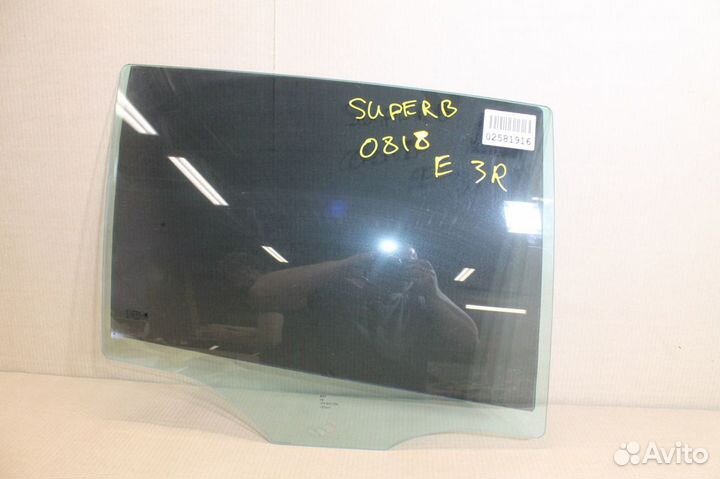 SUPERB
0818
E 3R
02581916
Avito